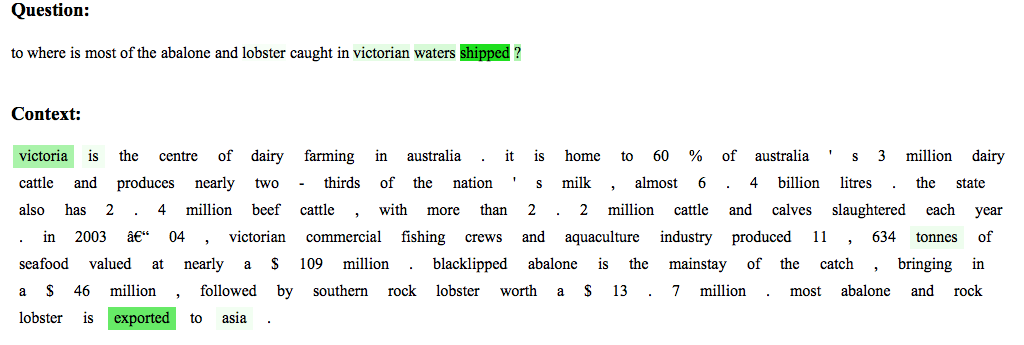 Question:
to where is most of the abalone and lobster caught in victorian waters shipped ?
Context:
victoria is the centre of dairy farming in australia . it is home to 60 % of australia ' s 3 million dairy
cattle and produces nearly two - thirds of the nation ' s milk , almost 6 . 4 billion litres . the state
also has 2 . 4 million beef cattle , with more than 2 . 2 million cattle and calves slaughtered each year
. in 2003 â€“ 04 , victorian commercial fishing crews and aquaculture industry produced 11 , 634 tonnes of
seafood valued at nearly a $ 109 million . blacklipped abalone is the mainstay of the catch , bringing in
a $ 46 million , followed by southern rock lobster worth a $ 13 . 7 million . most abalone and rock
lobster is exported to asia .